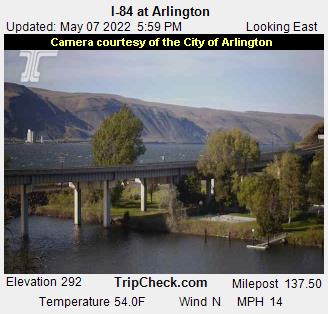 I-84 at Arlington
Updated: May 07 2022 5:59 PM Looking East
Camera courtesy of the City of Arlington
Elevation 292 TripCheck.com Milepost 137.50
Temperature 54.0F Wind N MPH 14